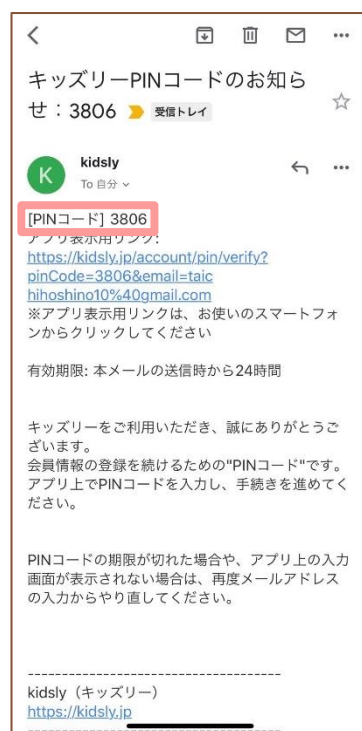 キッズリーPINコードのお知ら
せ：3806 受信トレイ
K
kidsly
To 自分
[PINコード] 3806
アプリ表示用リンク:
https://kidsly.jp/account/pin/verify?
pinCode=3806&email=taic
hihoshino10%40gmail.com
※アプリ表示用リンクは、お使いのスマートフォ
ンからクリックしてください
有効期限: 本メールの送信時から24時間
キッズリーをご利用いただき、誠にありがとうご
ざいます。
会員情報の登録を続けるための"PINコード"です。
アプリ上でPINコードを入力し、手続きを進めてく
ださい。
PINコードの期限が切れた場合や、アプリ上の入力
画面が表示されない場合は、再度メールアドレス
の入力からやり直してください。
-------------------------------------
kidsly（キッズリー）
https://kidsly.jp
-------------------------------------